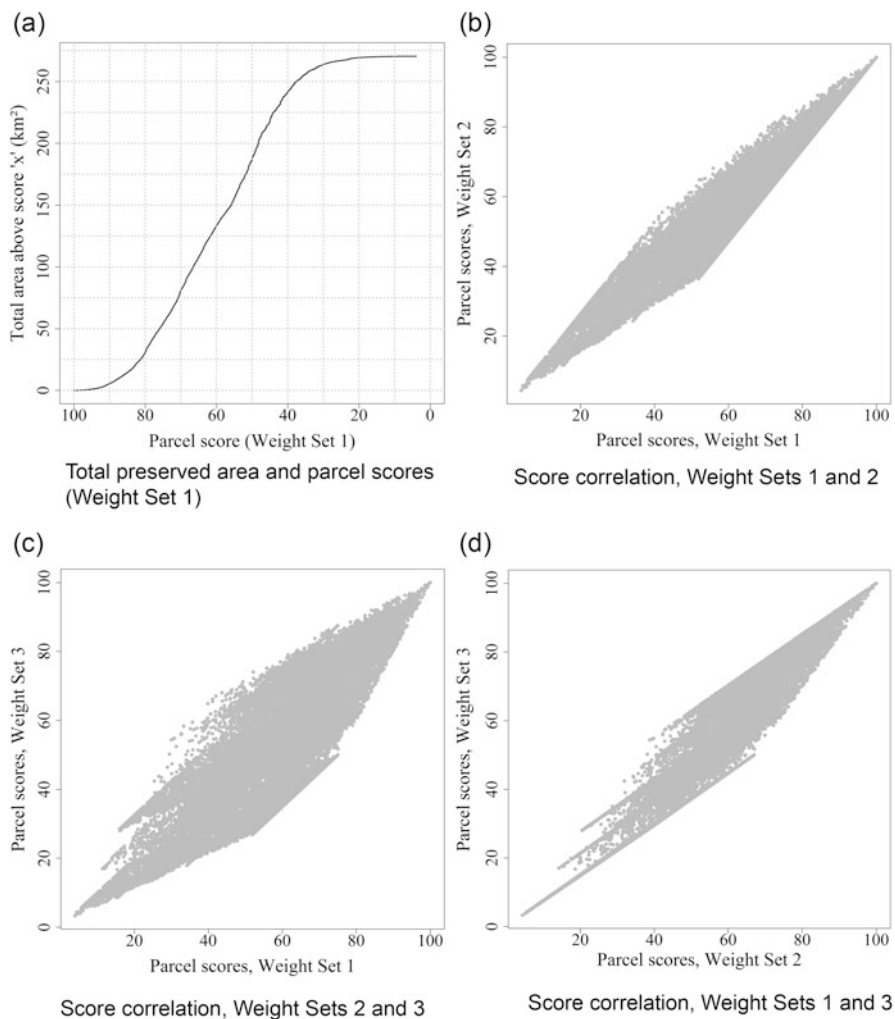 (a)
Total area above score 'x' (km²)
250
200
150
100
50
0
100 80 60 40 20 0
Parcel score (Weight Set 1)
Total preserved area and parcel scores
(Weight Set 1)
(b)
Parcel scores, Weight Set 2
100
80
60
40
20
20 40 60 80 100
Parcel scores, Weight Set 1
Score correlation, Weight Sets 1 and 2
(c)
Parcel scores, Weight Set 3
100
80
60
40
20
0
0 20 40 60 80 100
Parcel scores, Weight Set 1
Score correlation, Weight Sets 2 and 3
(d)
Parcel scores, Weight Set 3
100
80
60
40
20
0
20 40 60 80 100
Parcel scores, Weight Set 2
Score correlation, Weight Sets 1 and 3